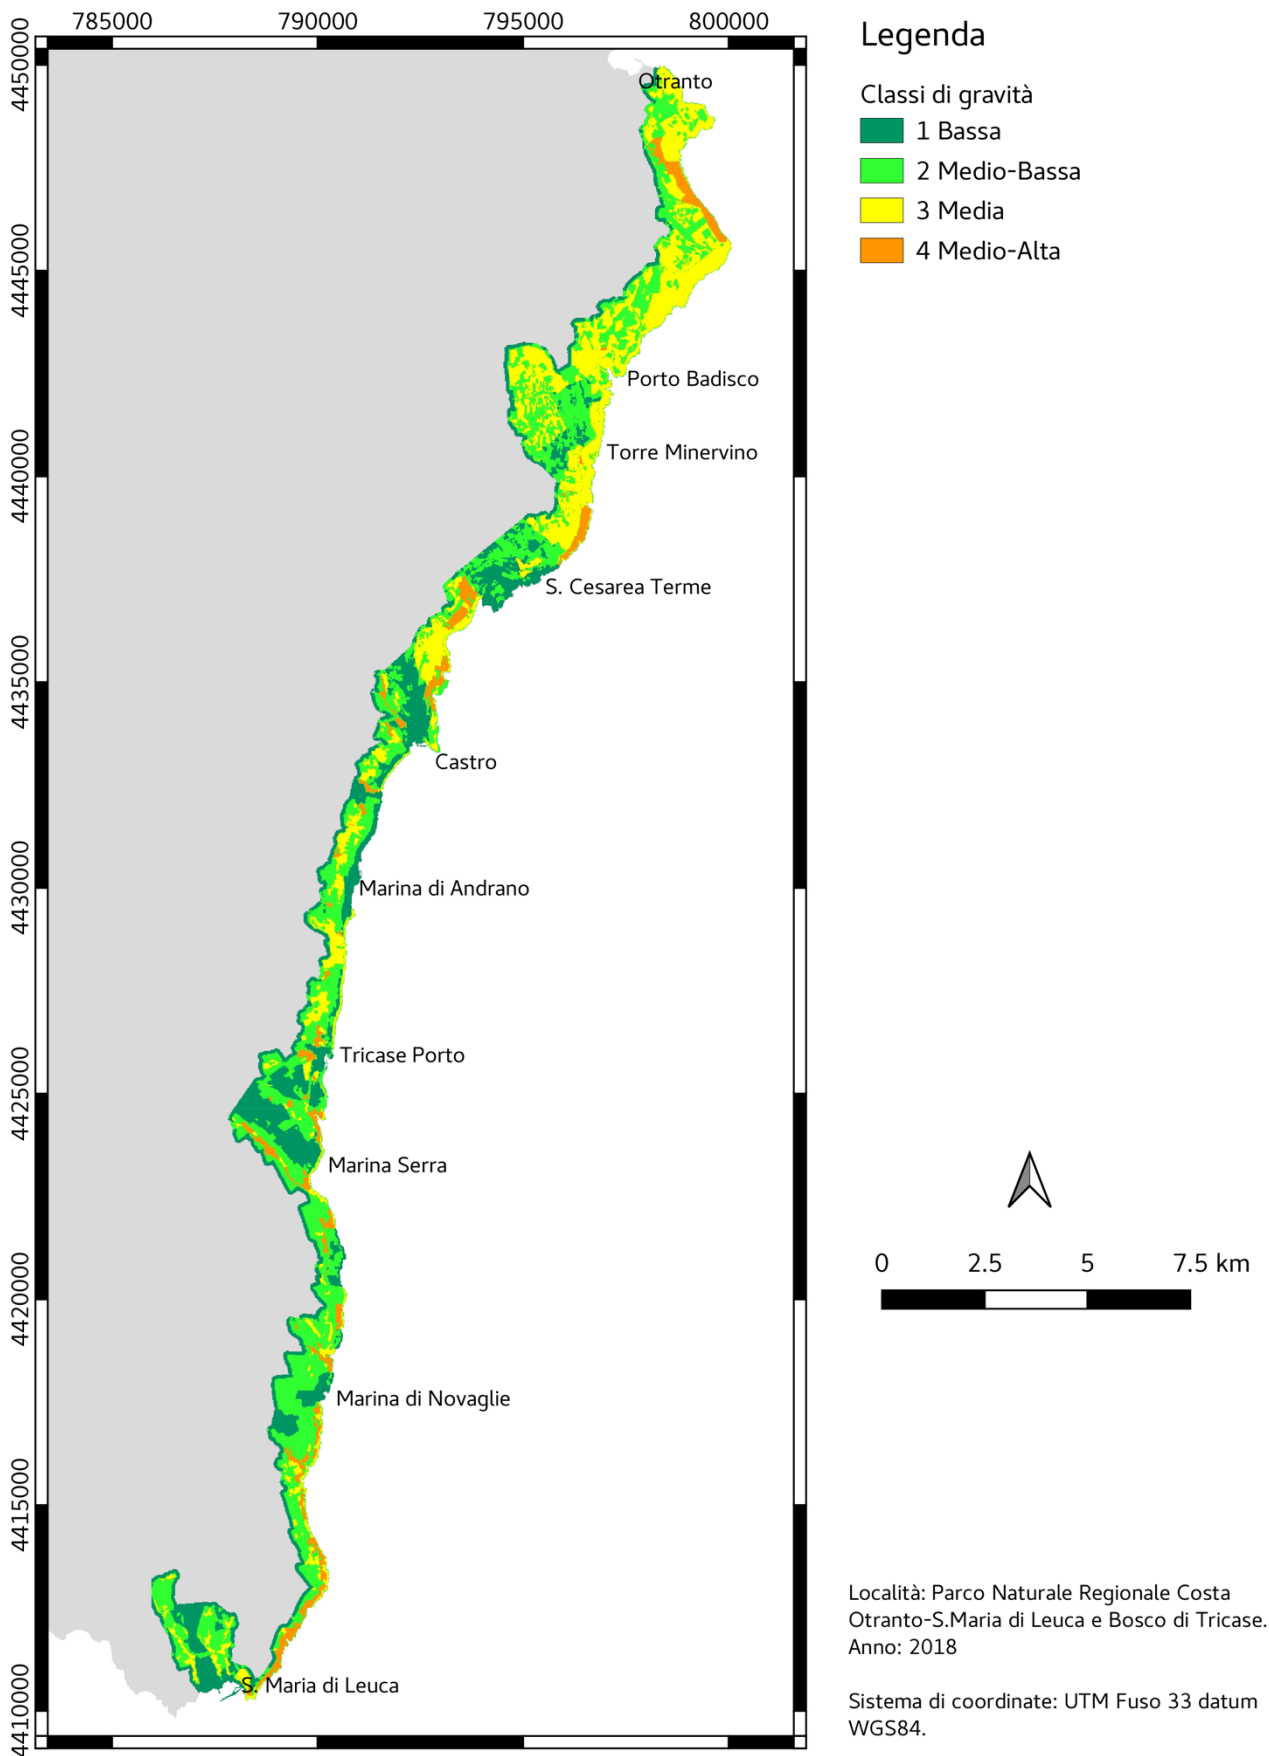 785000 790000 795000 800000
4450000
4445000
4440000
4435000
4430000
4425000
4420000
4415000
4410000
Otranto
Porto Badisco
Torre Minervino
S. Cesarea Terme
Castro
Marina di Andrano
Tricase Porto
Marina Serra
Marina di Novaglie
S. Maria di Leuca
Legenda
Classi di gravità
1 Bassa
2 Medio-Bassa
3 Media
4 Medio-Alta
0 2.5 5 7.5 km
Località: Parco Naturale Regionale Costa
Otranto-S.Maria di Leuca e Bosco di Tricase.
Anno: 2018
Sistema di coordinate: UTM Fuso 33 datum
WGS84.